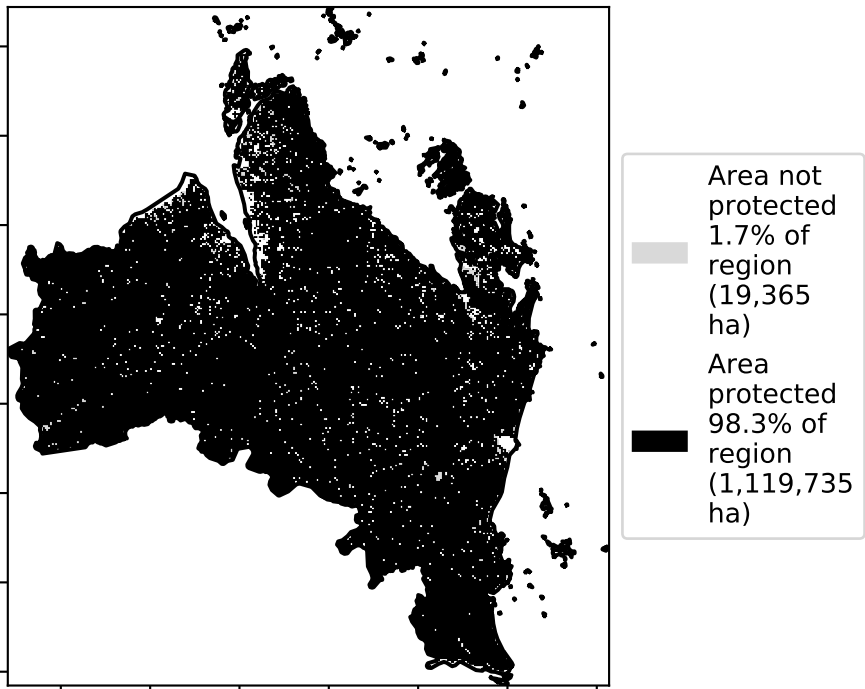 Area not
protected
1.7% of
region
(19,365
ha)
Area
protected
98.3% of
region
(1,119,735
ha)